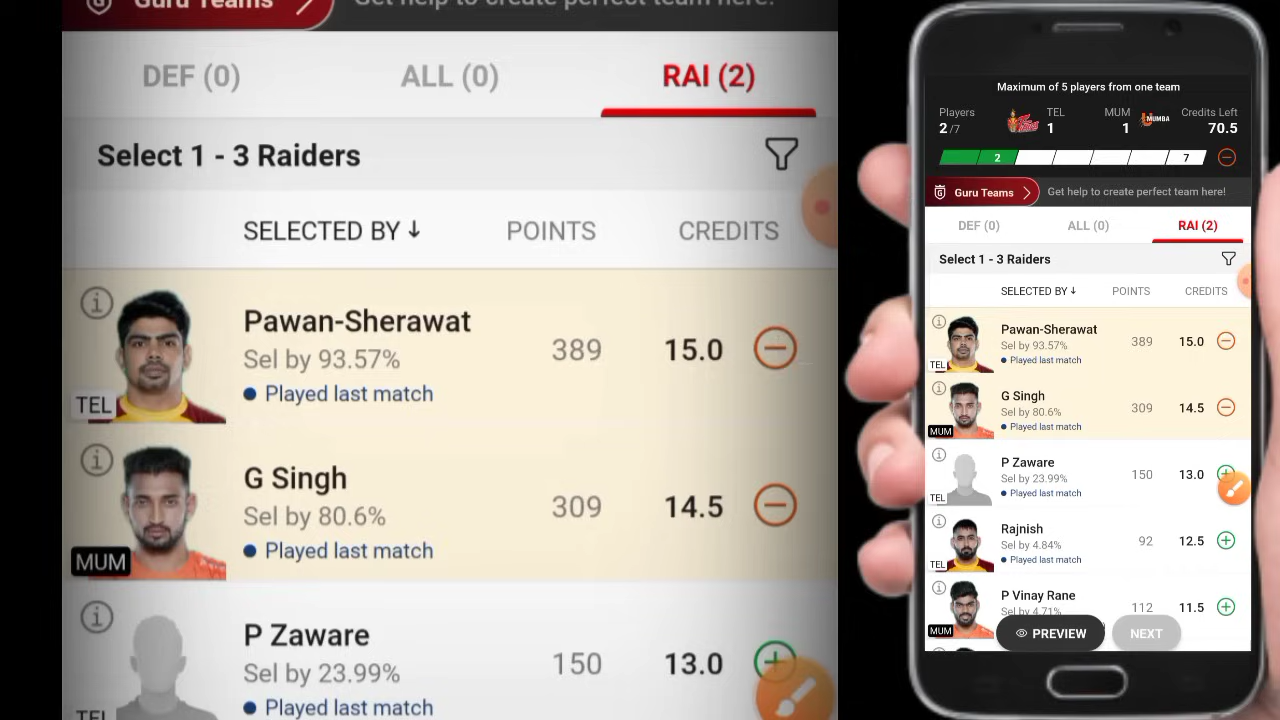 Guru Teams
Get help to create perfect team here!
DEF (0) ALL (0) RAI (2)
Select 1 - 3 Raiders
SELECTED BY↓ POINTS CREDITS
Pawan-Sherawat
Sel by 93.57% 389 15.0
Played last match
TEL
G Singh
Sel by 80.6% 309 14.5
Played last match
MUM
P Zaware
Sel by 23.99% 150 13.0
Played last match
TEL
Maximum of 5 players from one team
Players TEL MUM Credits Left
2/7 1 1 MUMBA 70.5
2 7
Guru Teams Get help to create perfect team here!
DEF (0) ALL (0) RAI (2)
Select 1 - 3 Raiders
SELECTED BY↓ POINTS CREDITS
Pawan-Sherawat
Sel by 93.57% 389 15.0
Played last match
TEL
G Singh
Sel by 80.6% 309 14.5
Played last match
MUM
P Zaware
Sel by 23.99% 150 13.0
Played last match
TEL
Rajnish
Sel by 4.84% 92 12.5
Played last match
TEL
P Vinay Rane
Sel by 4.71% 112 11.5
MUM
PREVIEW NEXT